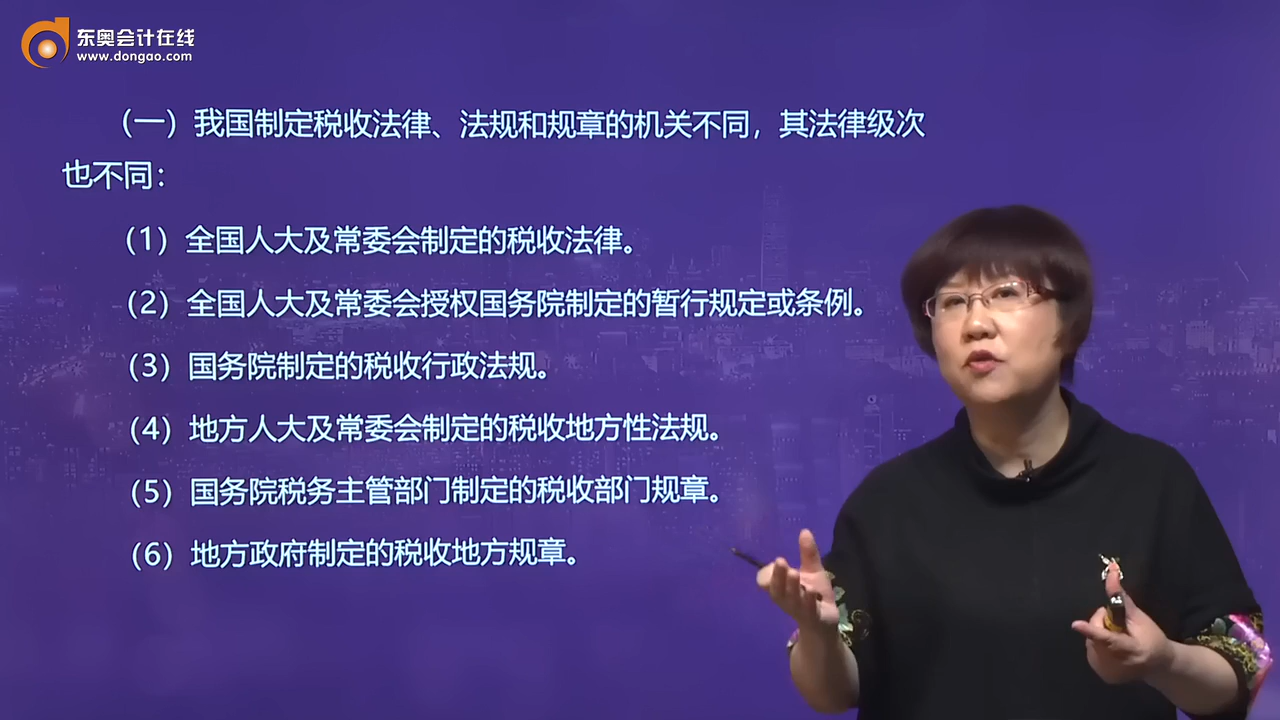 东奥会计在线
www.dongao.com
（一）我国制定税收法律、法规和规章的机关不同，其法律级次
也不同：
（1）全国人大及常委会制定的税收法律。
（2）全国人大及常委会授权国务院制定的暂行规定或条例。
（3）国务院制定的税收行政法规。
（4）地方人大及常委会制定的税收地方性法规。
（5）国务院税务主管部门制定的税收部门规章。
（6）地方政府制定的税收地方规章。